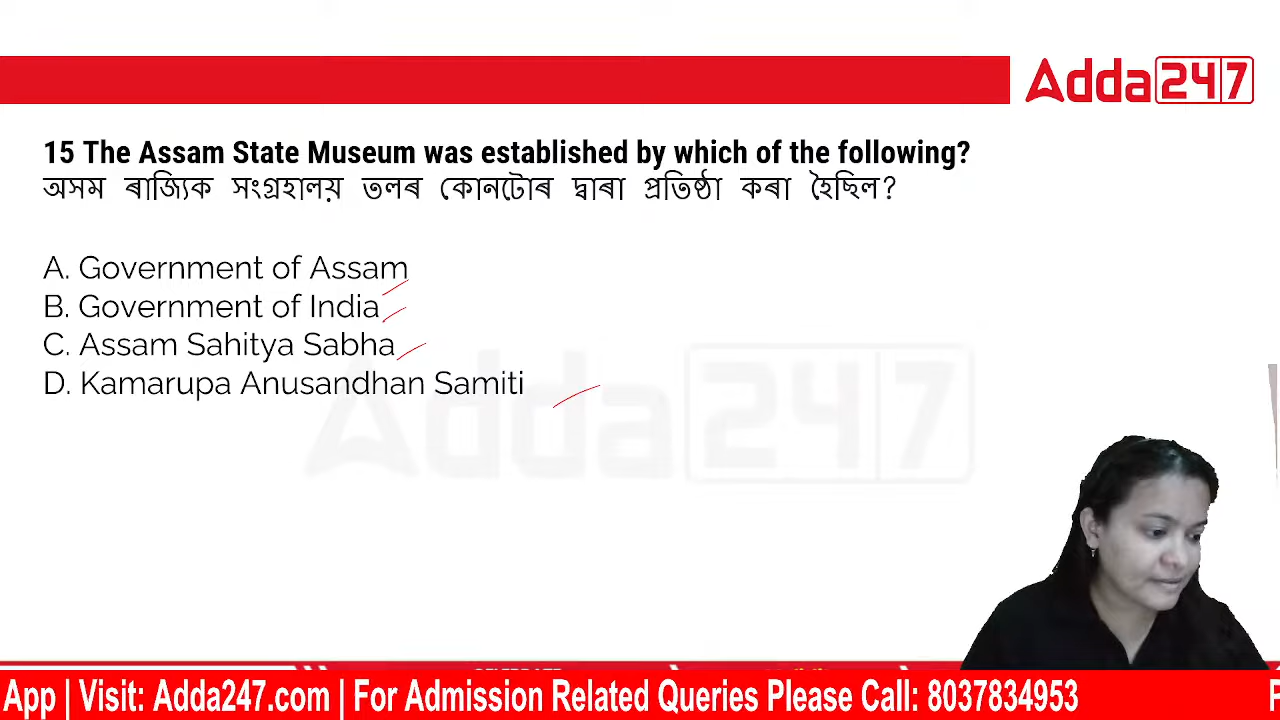 Adda247
15 The Assam State Museum was established by which of the following?
অসম ৰাজ্যিক সংগ্ৰহালয় তলৰ কোনটোৰ দ্বাৰা প্ৰতিষ্ঠা কৰা হৈছিল?
A. Government of Assam
B. Government of India
C. Assam Sahitya Sabha
D. Kamarupa Anusandhan Samiti
Adda247
App | Visit: Adda247.com | For Admission Related Queries Please Call: 8037834953